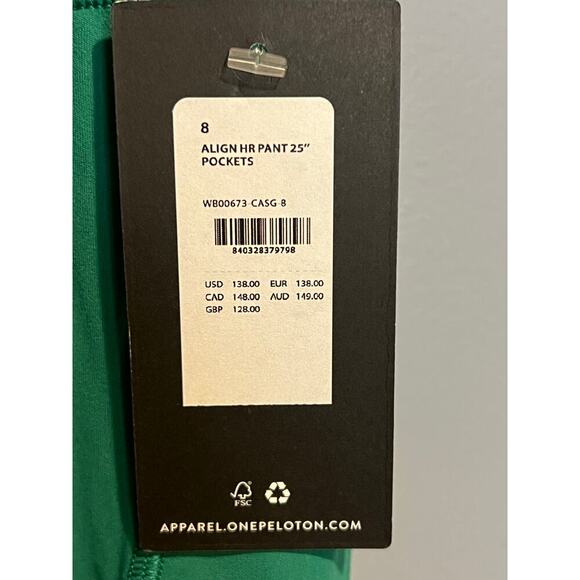 8
ALIGN HR PANT 25"
POCKETS
WB00673-CASG-8
840328379798
USD 138.00 EUR 138.00
CAD 148.00 AUD 149.00
GBP 128.00
FSC
APPAREL.ONEPELOTON.COM